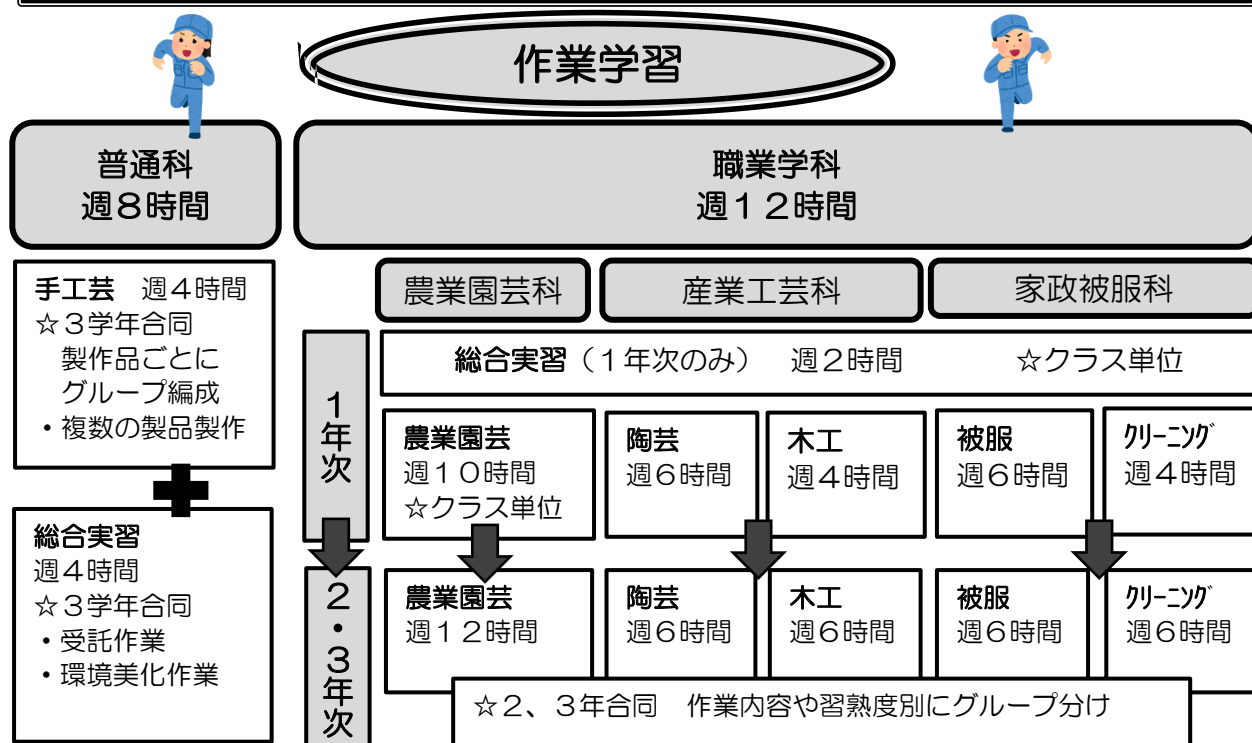 作業学習
普通科
週8時間
職業学科
週12時間
手工芸　週4時間
☆3学年合同
製作品ごとに
グループ編成
・複数の製品製作
総合実習
週4時間
☆3学年合同
・受託作業
・環境美化作業
農業園芸科
産業工芸科
家政被服科
1年次
総合実習（1年次のみ）　週2時間　☆クラス単位
農業園芸
週10時間
☆クラス単位
陶芸
週6時間
木工
週4時間
被服
週6時間
ｸﾘｰﾆﾝｸﾞ
週4時間
2・3年次
農業園芸
週12時間
陶芸
週6時間
木工
週6時間
被服
週6時間
ｸﾘｰﾆﾝｸﾞ
週6時間
☆2、3年合同　作業内容や習熟度別にグループ分け